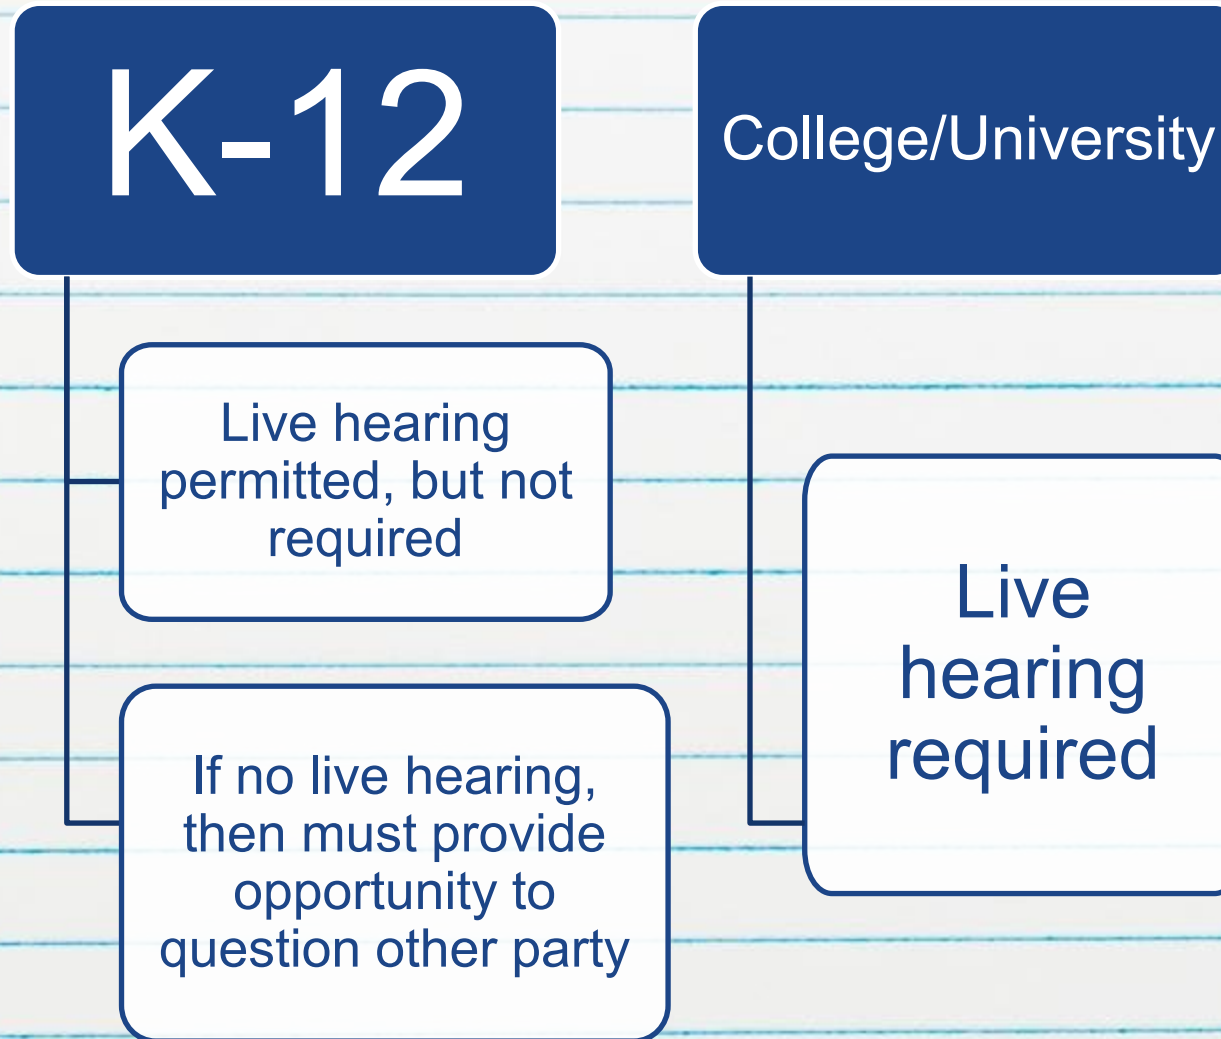 K-12
Live hearing
permitted, but not
required
If no live hearing,
then must provide
opportunity to
question other party
College/University
Live
hearing
required